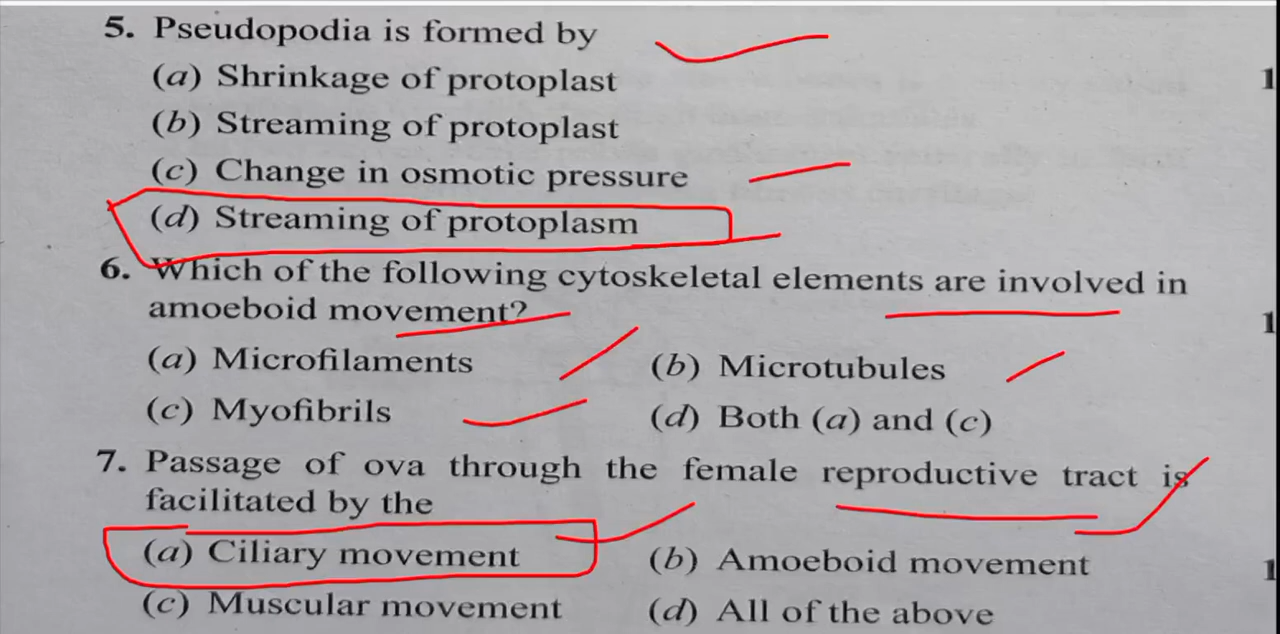 5. Pseudopodia is formed by
(a) Shrinkage of protoplast
1
(b) Streaming of protoplast
(c) Change in osmotic pressure
(d) Streaming of protoplasm
6. Which of the following cytoskeletal elements are involved in
amoeboid movement?
1
(a) Microfilaments (b) Microtubules
(c) Myofibrils (d) Both (a) and (c)
7. Passage of ova through the female reproductive tract is
facilitated by the
(a) Ciliary movement (b) Amoeboid movement
1
(c) Muscular movement (d) All of the above